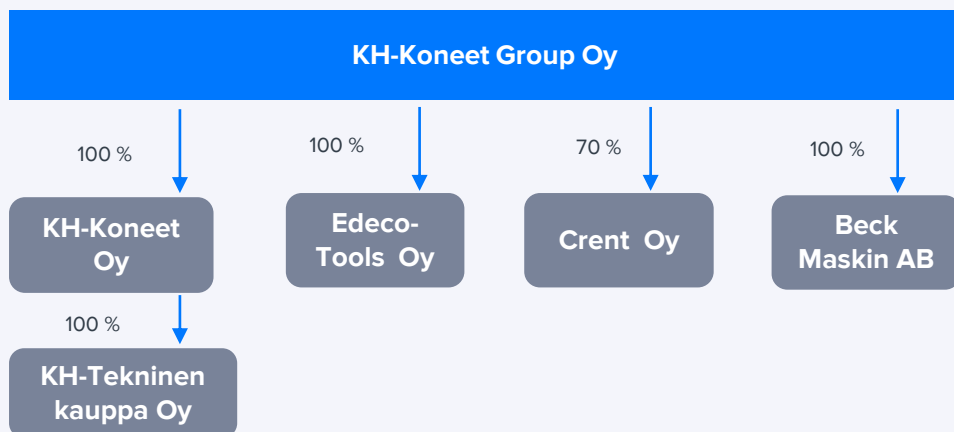 KH-Koneet Group Oy
100 %
100 %
70 %
100 %
KH-Koneet
Oy
Edeco-
Tools Oy
Crent Oy
Beck
Maskin AB
100 %
KH-Tekninen
kauppa Oy